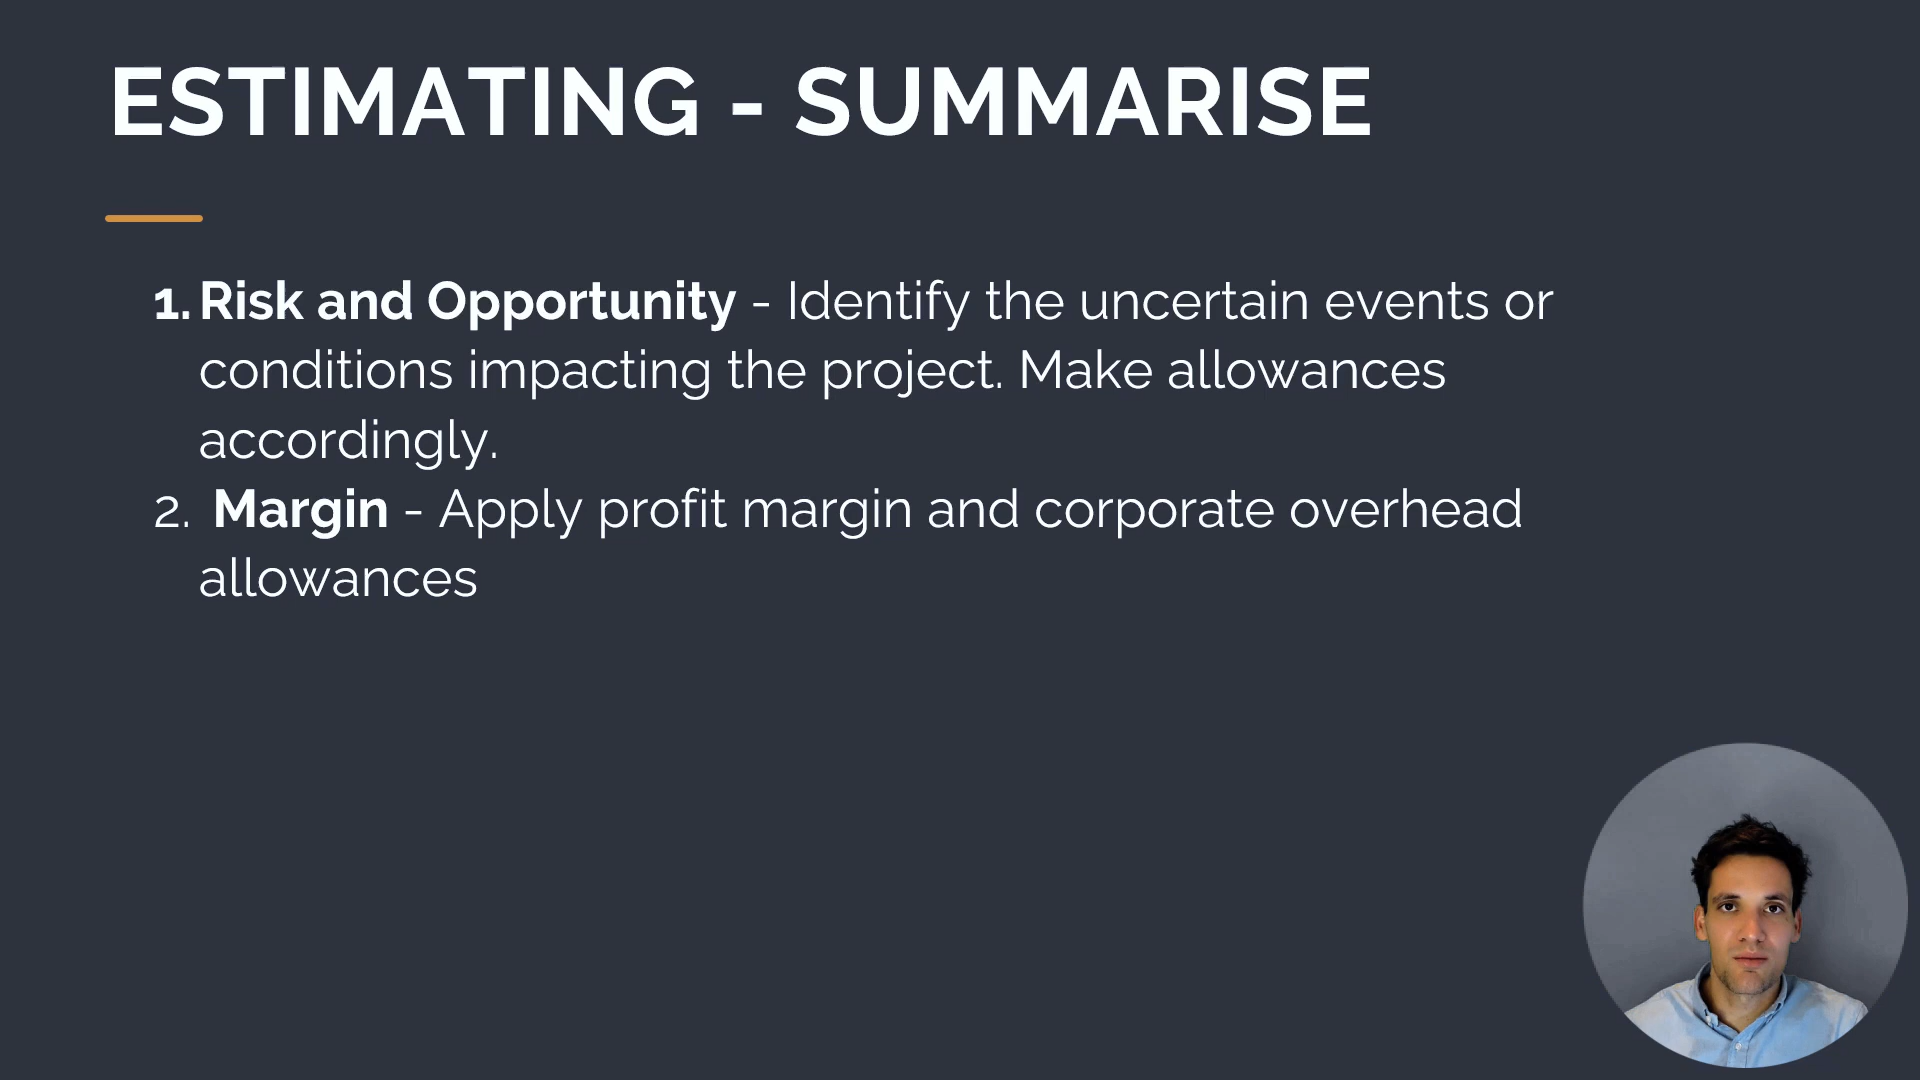 ESTIMATING - SUMMARISE
1. Risk and Opportunity - Identify the uncertain events or
conditions impacting the project. Make allowances
accordingly.
2. Margin - Apply profit margin and corporate overhead
allowances